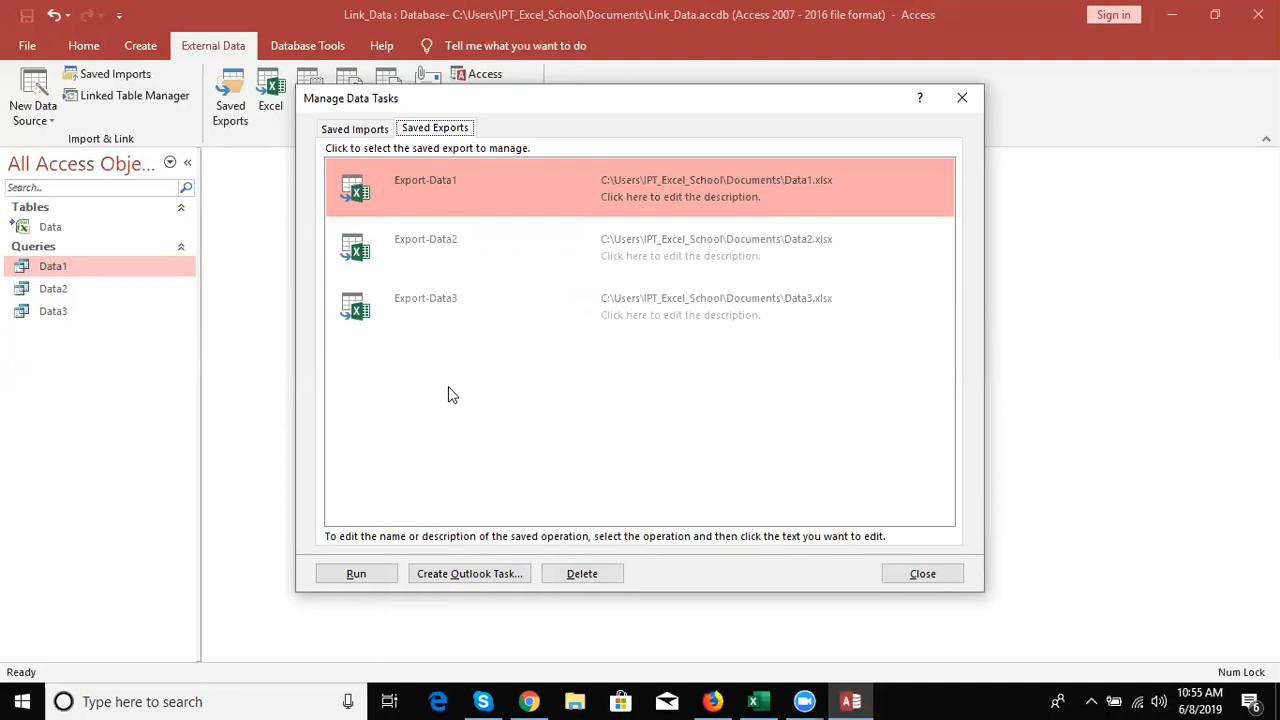 Link_Data : Database- C:\Users\IPT_Excel_School\Documents\Link_Data.accdb (Access 2007 - 2016 file format) - Access
Sign in
File Home Create External Data Database Tools Help Tell me what you want to do
Saved Imports
Linked Table Manager
New Data Source
Import & Link
Saved Exports
Excel
Access
Manage Data Tasks
?
Saved Imports Saved Exports
Click to select the saved export to manage.
Export-Data1 C:\Users\IPT_Excel_School\Documents\Data1.xlsx
Click here to edit the description.
Export-Data2 C:\Users\IPT_Excel_School\Documents\Data2.xlsx
Click here to edit the description.
Export-Data3 C:\Users\IPT_Excel_School\Documents\Data3.xlsx
Click here to edit the description.
To edit the name or description of the saved operation, select the operation and then click the text you want to edit.
Run Create Outlook Task... Delete Close
All Access Obje...
Search...
Tables
Data
Queries
Data1
Data2
Data3
Ready
Num Lock
Type here to search
10:55 AM
6/8/2019
6